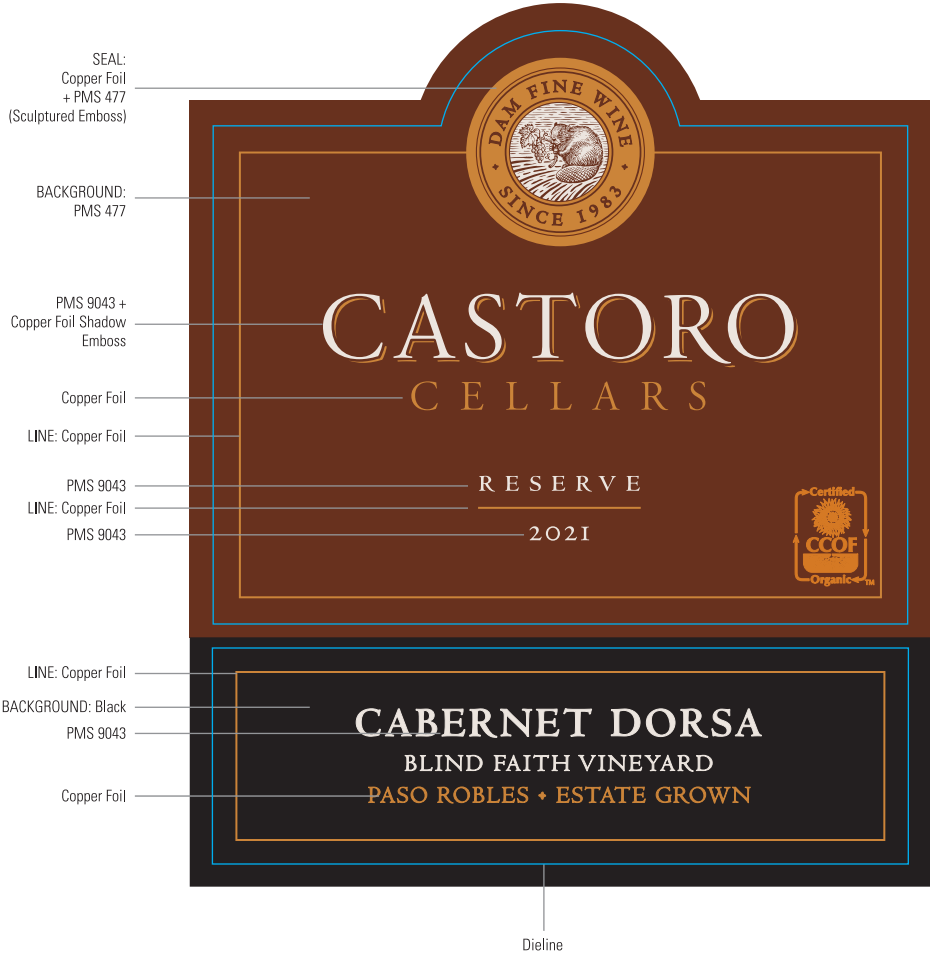 SEAL:
Copper Foil
+ PMS 477
(Sculptured Emboss)
DAM FINE WINE
• SINCE 1983 •
BACKGROUND:
PMS 477
PMS 9043 +
Copper Foil Shadow
Emboss
CASTORO
Copper Foil
CELLARS
LINE: Copper Foil
PMS 9043
RESERVE
LINE: Copper Foil
PMS 9043
2021
Certified
CCOF
Organic TM
LINE: Copper Foil
BACKGROUND: Black
PMS 9043
CABERNET DORSA
BLIND FAITH VINEYARD
Copper Foil
PASO ROBLES • ESTATE GROWN
Dieline